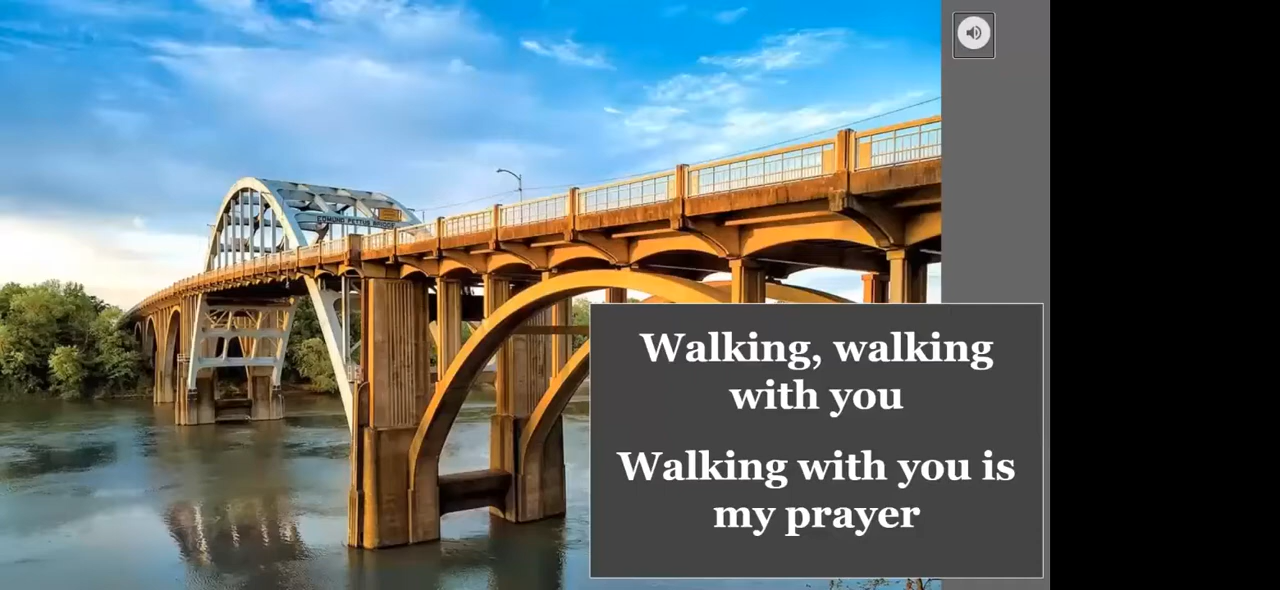 EDMUND PETTUS BRIDGE
Walking, walking
with you
Walking with you is
my prayer